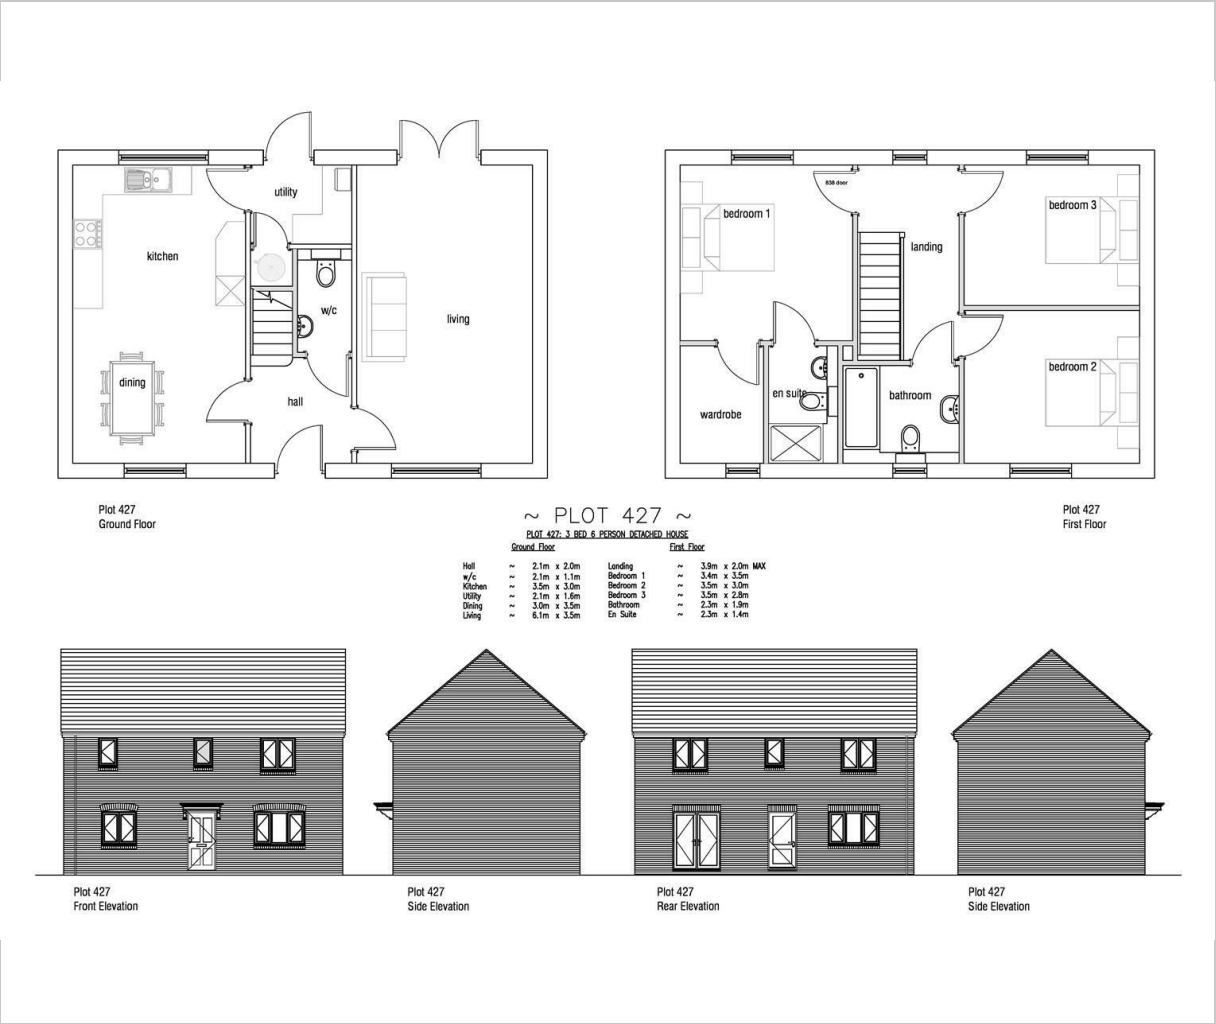 utility
kitchen
w/c
living
dining
hall
838 door
bedroom 1
bedroom 3
landing
bedroom 2
en suite
bathroom
wardrobe
Plot 427
Ground Floor
Plot 427
First Floor
~ PLOT 427 ~
PLOT 427: 3 BED 6 PERSON DETACHED HOUSE
Ground Floor
Hall ~ 2.1m x 2.0m
w/c ~ 2.1m x 1.1m
Kitchen ~ 3.5m x 3.0m
Utility ~ 2.1m x 1.6m
Dining ~ 3.0m x 3.5m
Living ~ 6.1m x 3.5m
First Floor
Landing ~ 3.9m x 2.0m MAX
Bedroom 1 ~ 3.4m x 3.5m
Bedroom 2 ~ 3.5m x 3.0m
Bedroom 3 ~ 3.5m x 2.8m
Bathroom ~ 2.3m x 1.9m
En Suite ~ 2.3m x 1.4m
Plot 427
Front Elevation
Plot 427
Side Elevation
Plot 427
Rear Elevation
Plot 427
Side Elevation